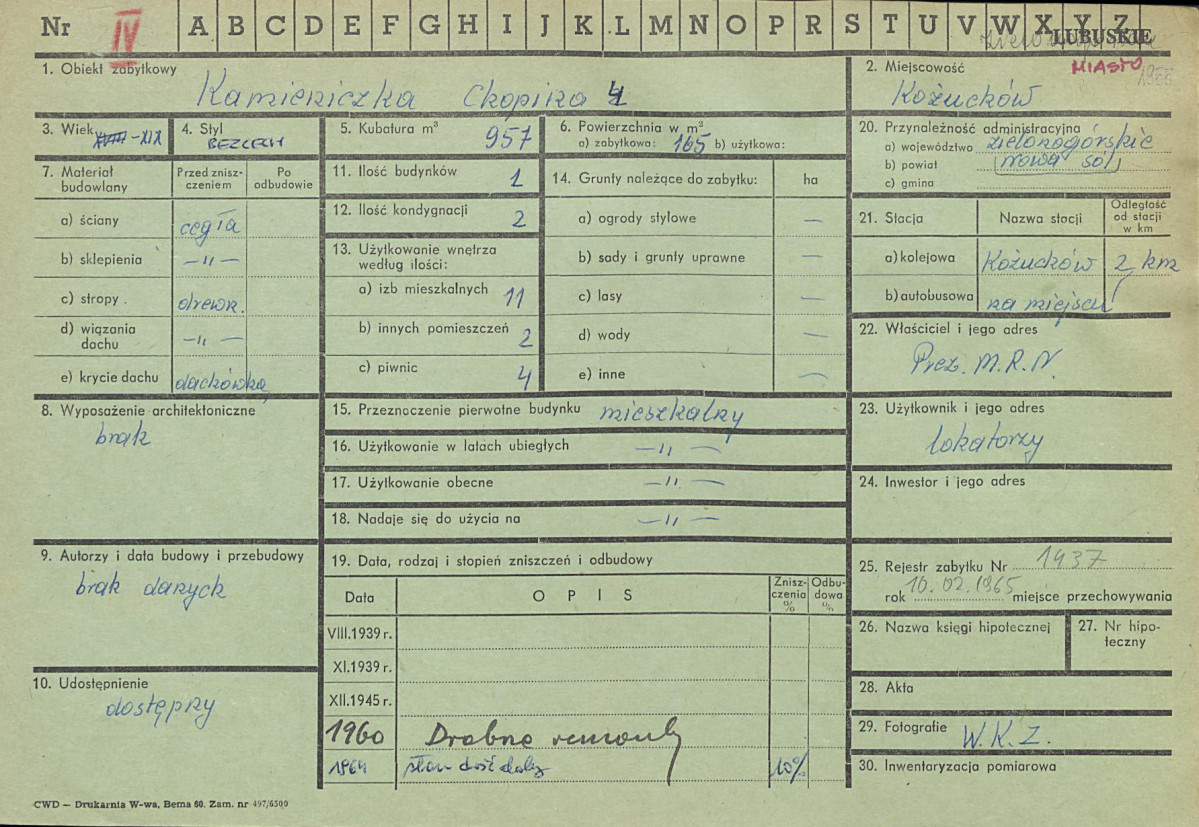 Nr IV A B C D E F G H I J K L M N O P R S T U V W X Y Z
LUBUSKIE
MIASTO
1. Obiekt zabytkowy
Kamieniczka Chopina 4
2. Miejscowość
Kożuchów
3. Wiek XVIII-XIX
4. Styl
BEZCECH
5. Kubatura m³ 957
6. Powierzchnia w m²
a) zabytkowa: 165 b) użytkowa:
20. Przynależność administracyjna
a) województwo zielonogórskie
b) powiat nowa sól
c) gmina
7. Materiał budowlany
Przed zniszczeniem
Po odbudowie
a) ściany cegła
b) sklepienia —"—
c) stropy drewn.
d) wiązania dachu —"—
e) krycie dachu dachówka
11. Ilość budynków 1
12. Ilość kondygnacji 2
13. Użytkowanie wnętrza według ilości:
a) izb mieszkalnych 11
b) innych pomieszczeń 2
c) piwnic 4
14. Grunty należące do zabytku: ha
a) ogrody stylowe —
b) sady i grunty uprawne —
c) lasy —
d) wody —
e) inne —
21. Stacja
Nazwa stacji
Odległość od stacji w km
a) kolejowa Kożuchów 2 km
b) autobusowa na miejscu
22. Właściciel i jego adres
Prez. M.R.N.
8. Wyposażenie architektoniczne
brak
15. Przeznaczenie pierwotne budynku mieszkalny
16. Użytkowanie w latach ubiegłych —"—
17. Użytkowanie obecne —"—
18. Nadaje się do użycia na —"—
23. Użytkownik i jego adres
lokatorzy
24. Inwestor i jego adres
9. Autorzy i data budowy i przebudowy
brak danych
19. Data, rodzaj i stopień zniszczeń i odbudowy
Data
OPIS
Zniszczenia %
Odbudowa %
VIII.1939 r.
XI.1939 r.
XII.1945 r.
1960 Drobne remonty
1964 stan dość dobry 10%
25. Rejestr zabytku Nr 1937
rok 10.02.1965 miejsce przechowywania
26. Nazwa księgi hipotecznej
27. Nr hipoteczny
10. Udostępnienie
dostępny
28. Akta
29. Fotografie W.K.Z.
30. Inwentaryzacja pomiarowa
CWD — Drukarnia W-wa, Bema 60. Zam. nr 497/6500